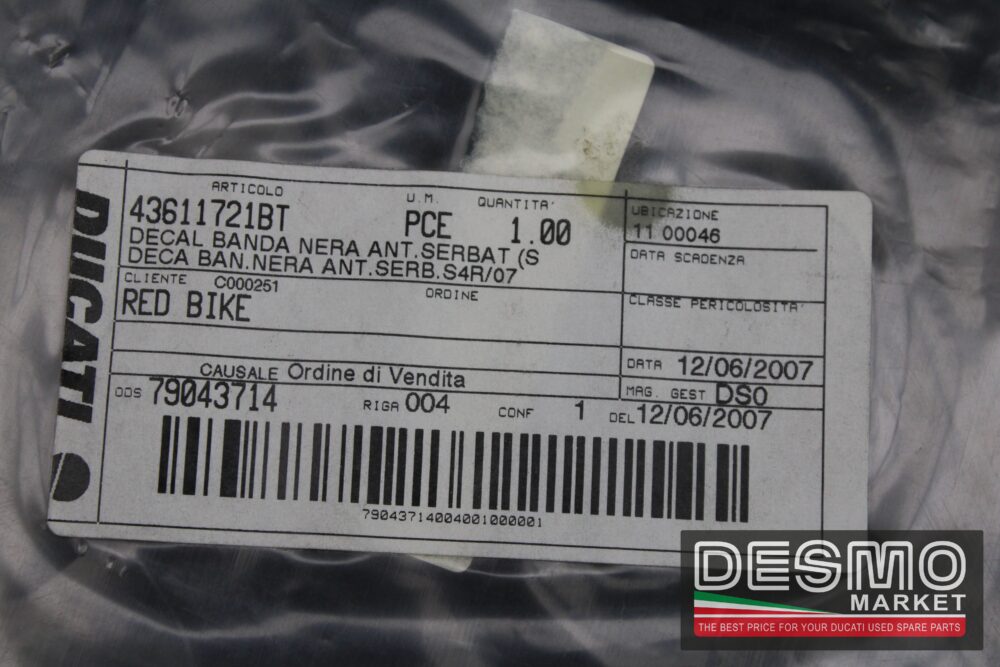 DUCATI
ARTICOLO U.M. QUANTITA'
43611721BT PCE 1.00
DECAL BANDA NERA ANT.SERBAT (S
DECA BAN.NERA ANT.SERB.S4R/07
CLIENTE C000251 ORDINE
RED BIKE
UBICAZIONE
11 00046
DATA SCADENZA
CLASSE PERICOLOSITA'
DATA 12/06/2007
CAUSALE Ordine di Vendita
MAG. GEST DS0
ODS 79043714 RIGA 004 CONF 1 DEL 12/06/2007
79043714004001000001
DESMO
MARKET
THE BEST PRICE FOR YOUR DUCATI USED SPARE PARTS